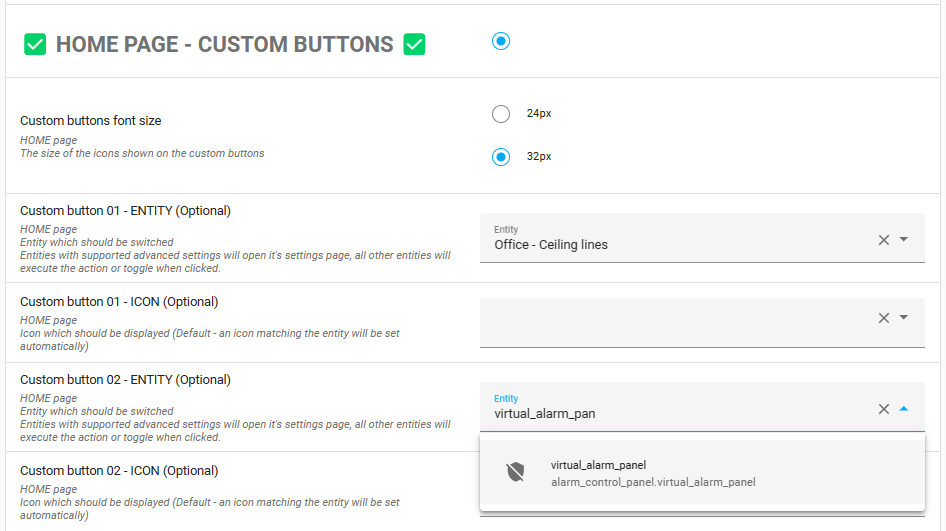 HOME PAGE - CUSTOM BUTTONS
Custom buttons font size
HOME page
The size of the icons shown on the custom buttons
24px
32px
Custom button 01 - ENTITY (Optional)
HOME page
Entity which should be switched
Entities with supported advanced settings will open it's settings page, all other entities will
execute the action or toggle when clicked.
Entity
Office - Ceiling lines
Custom button 01 - ICON (Optional)
HOME page
Icon which should be displayed (Default - an icon matching the entity will be set
automatically)
Custom button 02 - ENTITY (Optional)
HOME page
Entity which should be switched
Entities with supported advanced settings will open it's settings page, all other entities will
execute the action or toggle when clicked.
Entity
virtual_alarm_pan
virtual_alarm_panel
alarm_control_panel.virtual_alarm_panel
Custom button 02 - ICON (Optional)
HOME page
Icon which should be displayed (Default - an icon matching the entity will be set
automatically)